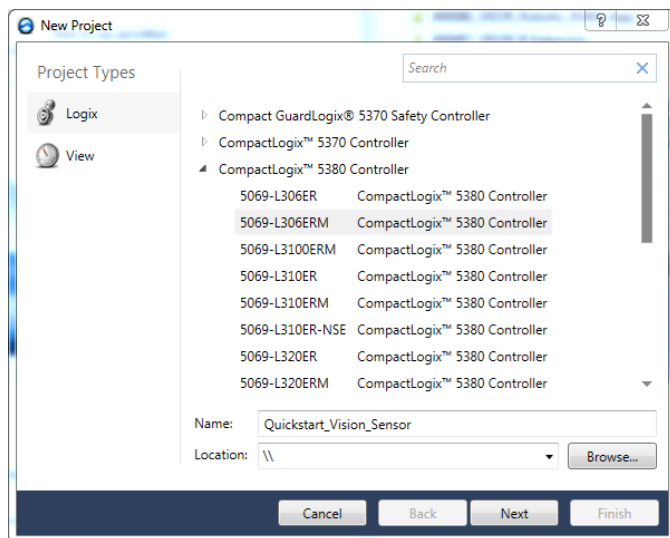 New Project
?
Project Types
Search
Logix
View
Compact GuardLogix® 5370 Safety Controller
CompactLogix™ 5370 Controller
CompactLogix™ 5380 Controller
5069-L306ER CompactLogix™ 5380 Controller
5069-L306ERM CompactLogix™ 5380 Controller
5069-L3100ERM CompactLogix™ 5380 Controller
5069-L310ER CompactLogix™ 5380 Controller
5069-L310ERM CompactLogix™ 5380 Controller
5069-L310ER-NSE CompactLogix™ 5380 Controller
5069-L320ER CompactLogix™ 5380 Controller
5069-L320ERM CompactLogix™ 5380 Controller
Name: Quickstart_Vision_Sensor
Location: \\ Browse...
Cancel Back Next Finish